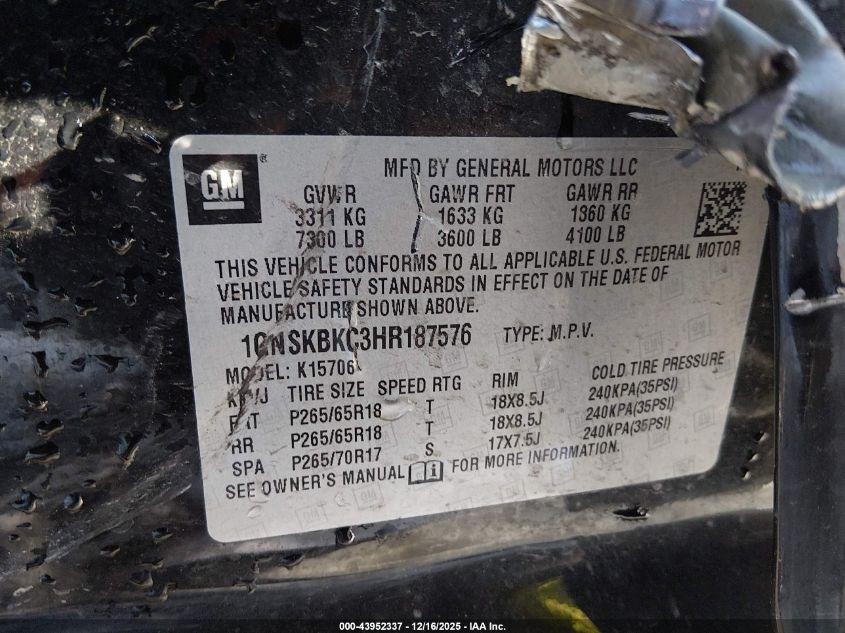 GM ®
MFD BY GENERAL MOTORS LLC
GVWR GAWR FRT GAWR RR
3311 KG 1633 KG 1360 KG
7300 LB 3600 LB 4100 LB
THIS VEHICLE CONFORMS TO ALL APPLICABLE U.S. FEDERAL MOTOR
VEHICLE SAFETY STANDARDS IN EFFECT ON THE DATE OF
MANUFACTURE SHOWN ABOVE.
1GNSKBKC3HR187576 TYPE: M.P.V.
MODEL: K15706
TIRE SIZE SPEED RTG RIM COLD TIRE PRESSURE
FRT P265/65R18 T 18X8.5J 240KPA(35PSI)
RR P265/65R18 T 18X8.5J 240KPA(35PSI)
SPA P265/70R17 S 17X7.5J 240KPA(35PSI)
SEE OWNER'S MANUAL FOR MORE INFORMATION.
000-43952337 - 12/16/2025 - IAA Inc.